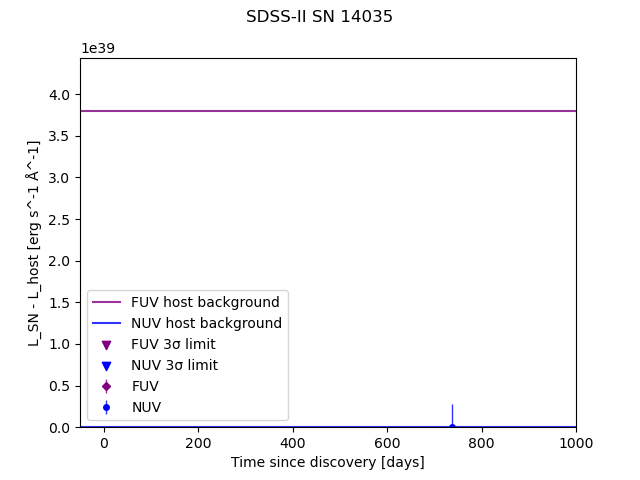 SDSS-II SN 14035
1e39
4.0
3.5
3.0
2.5
2.0
1.5
1.0
0.5
0.0
L_SN - L_host [erg s^-1 Å^-1]
FUV host background
NUV host background
FUV 3σ limit
NUV 3σ limit
FUV
NUV
0 200 400 600 800 1000
Time since discovery [days]